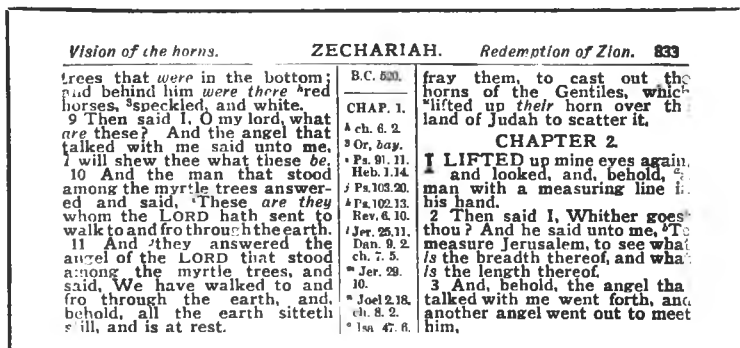 Vision of the horns. ZECHARIAH. Redemption of Zion. 833
trees that were in the bottom;
and behind him were there ʰred
horses, ³speckled, and white.
9 Then said I, O my lord, what
are these? And the angel that
talked with me said unto me,
I will shew thee what these be.
10 And the man that stood
among the myrtle trees answer-
ed and said, ⁱThese are they
whom the LORD hath sent to
walk to and fro through the earth.
11 And ʲthey answered the
angel of the LORD that stood
among the myrtle trees, and
said, We have walked to and
fro through the earth, and,
behold, all the earth sitteth
still, and is at rest.
B.C. 520.
CHAP. 1.
ʰ ch. 6. 2.
³ Or, bay.
Ps. 91. 11.
Heb. 1. 14.
ʲ Ps. 103. 20.
ᵏ Ps. 102. 13.
Rev. 6. 10.
ˡ Jer. 25. 11.
Dan. 9. 2.
ch. 7. 5.
ᵐ Jer. 29.
10.
ⁿ Joel 2. 18.
ch. 8. 2.
ᵒ Isa 47. 6.
fray them, to cast out the
horns of the Gentiles, which
lifted up their horn over th
land of Judah to scatter it.
CHAPTER 2.
I LIFTED up mine eyes again,
and looked, and, behold, ᵃa
man with a measuring line i
his hand.
2 Then said I, Whither goes
thou? And he said unto me, ᵇTo
measure Jerusalem, to see what
is the breadth thereof, and what
is the length thereof.
3 And, behold, the angel tha
talked with me went forth, and
another angel went out to meet
him,